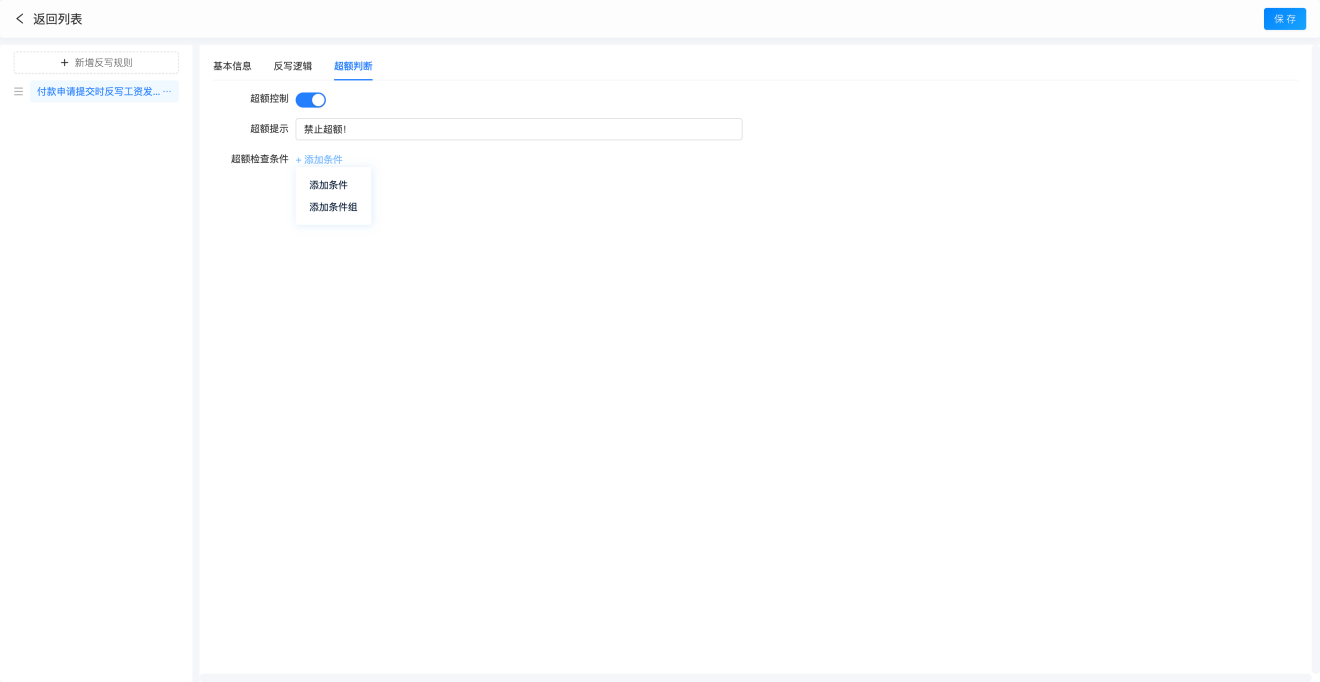 返回列表
保 存
+ 新增反写规则
付款申请提交时反写工资发... ···
基本信息 反写逻辑 超额判断
超额控制
超额提示 禁止超额!
超额检查条件 + 添加条件
添加条件
添加条件组